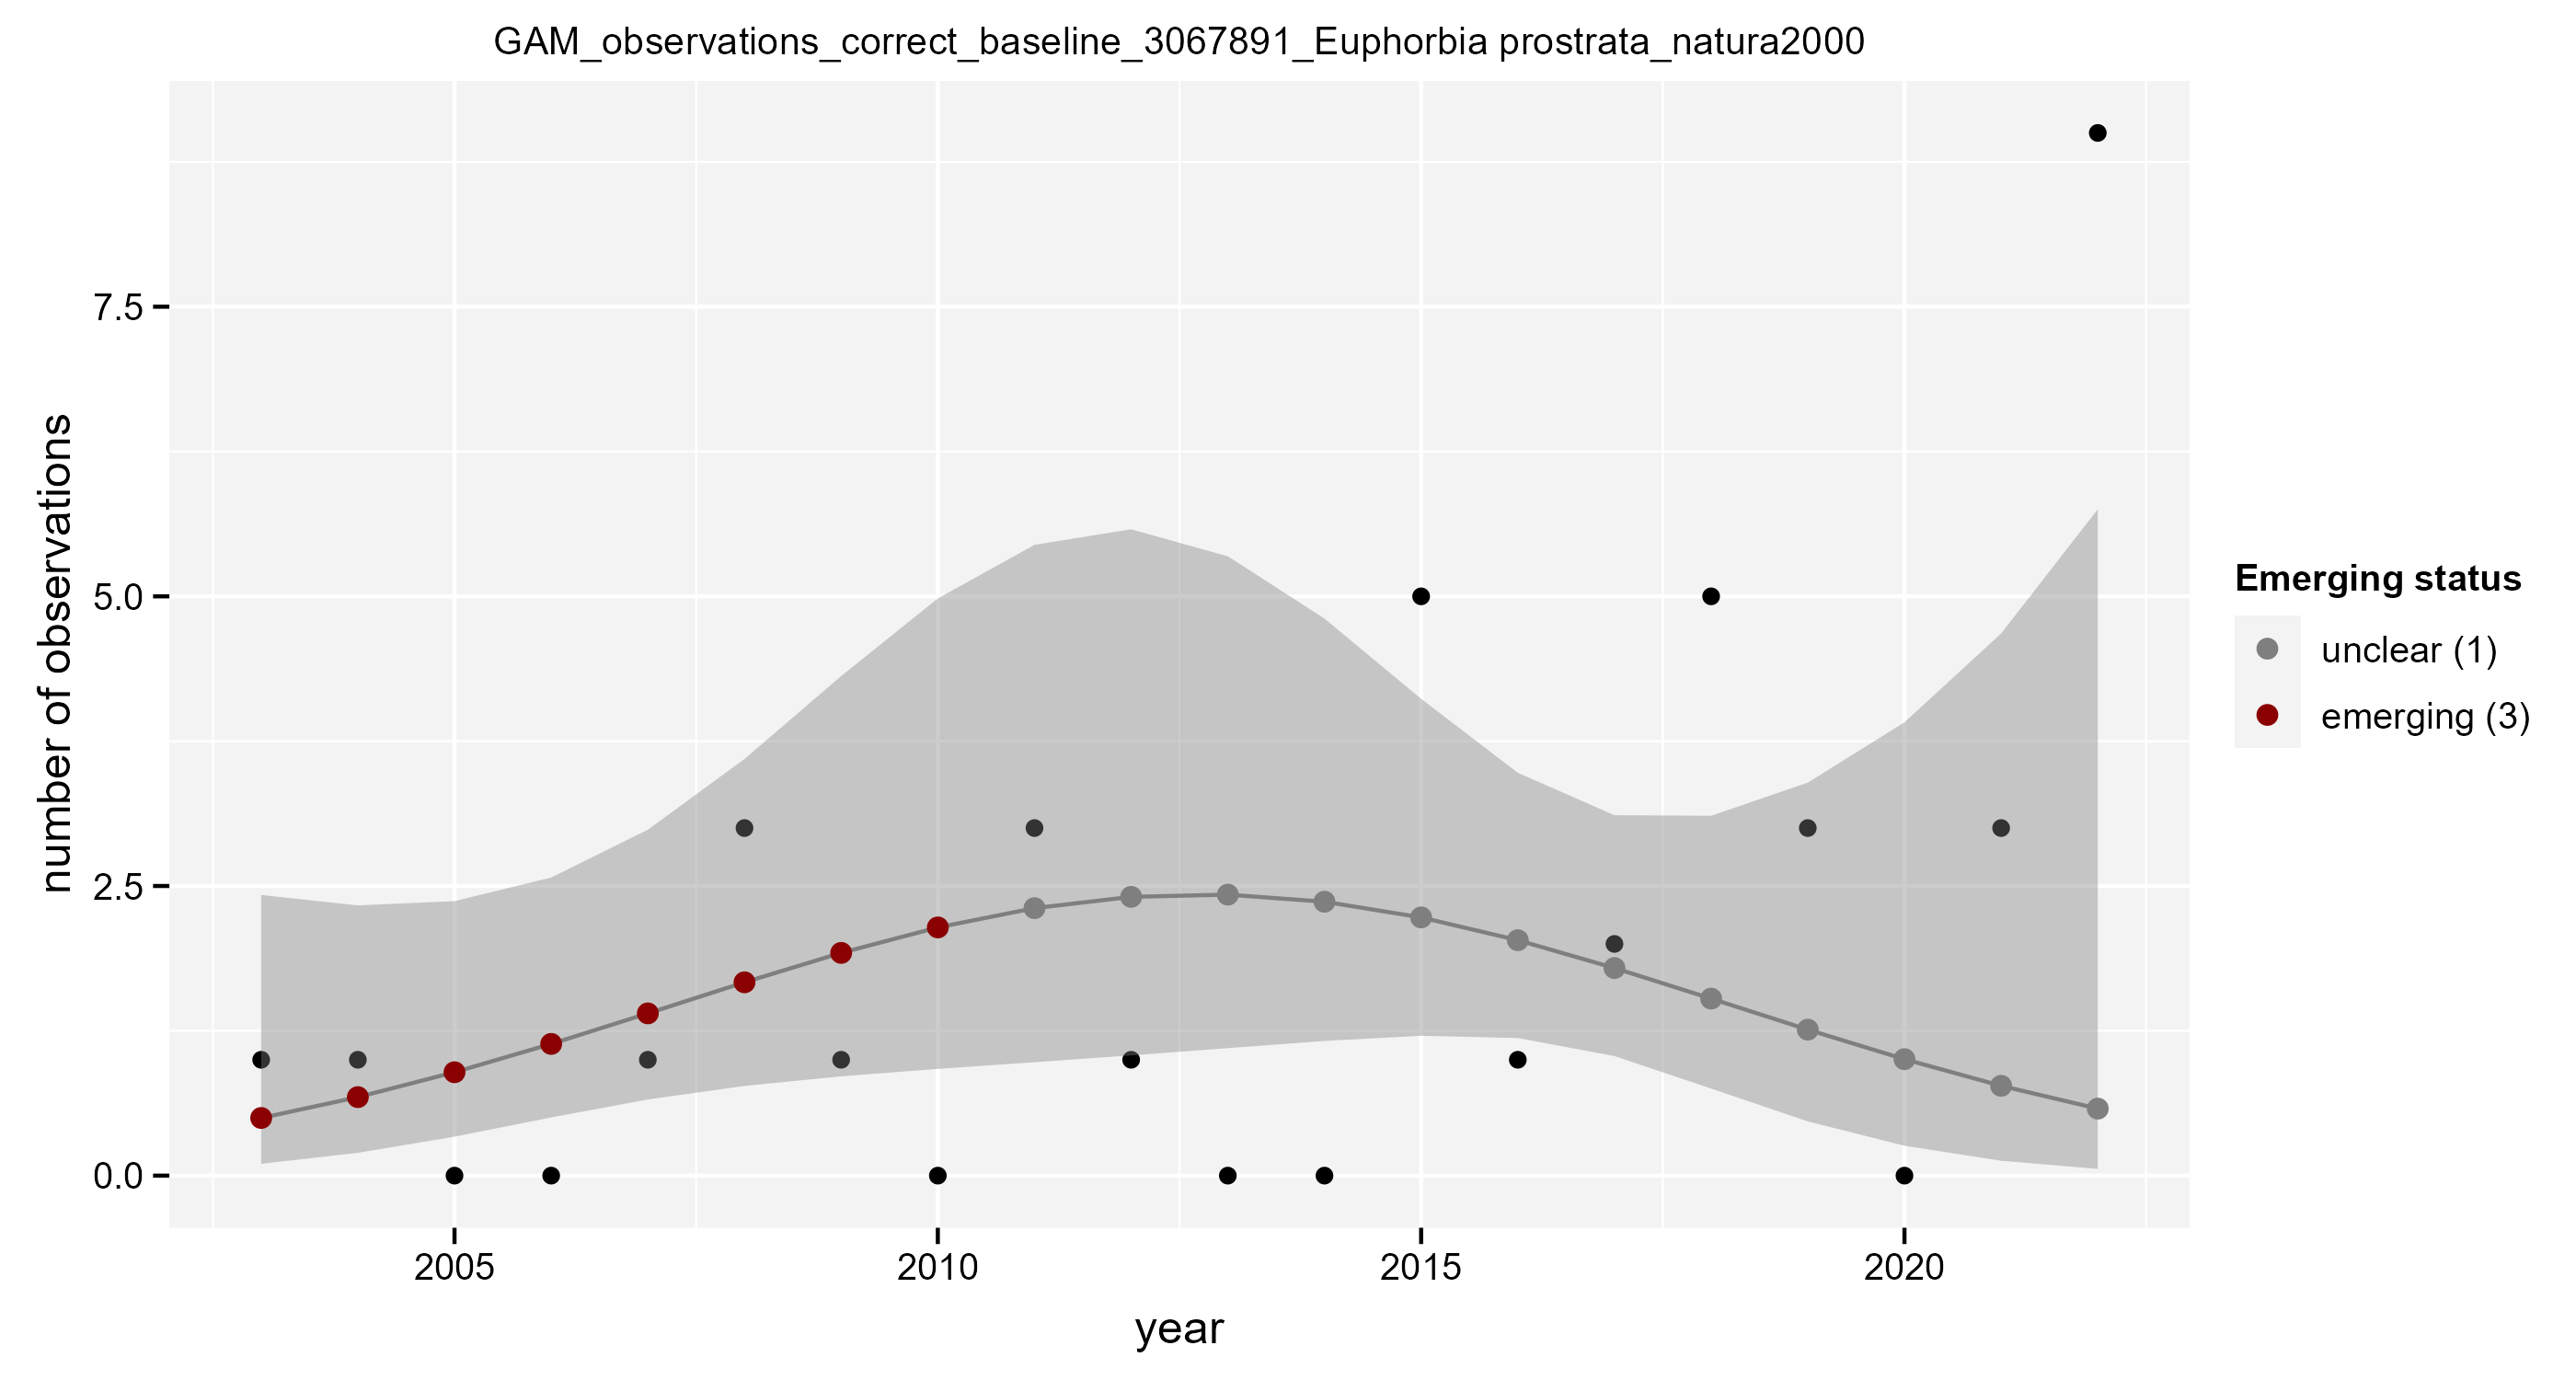 GAM_observations_correct_baseline_3067891_Euphorbia prostrata_natura2000
number of observations
7.5
5.0
2.5
0.0
2005 2010 2015 2020
year
Emerging status
unclear (1)
emerging (3)